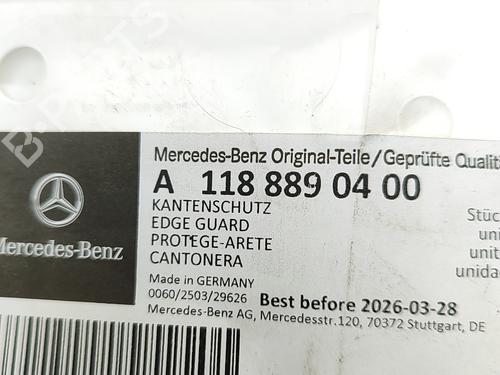 Mercedes-Benz Original-Teile/Geprüfte Qualit
A 118 889 04 00
KANTENSCHUTZ
EDGE GUARD
PROTEGE-ARETE
CANTONERA
Stüc
uni
unit
unida
Mercedes-Benz
Made in GERMANY
0060/2503/29626 Best before 2026-03-28
Mercedes-Benz AG, Mercedesstr.120, 70372 Stuttgart, DE